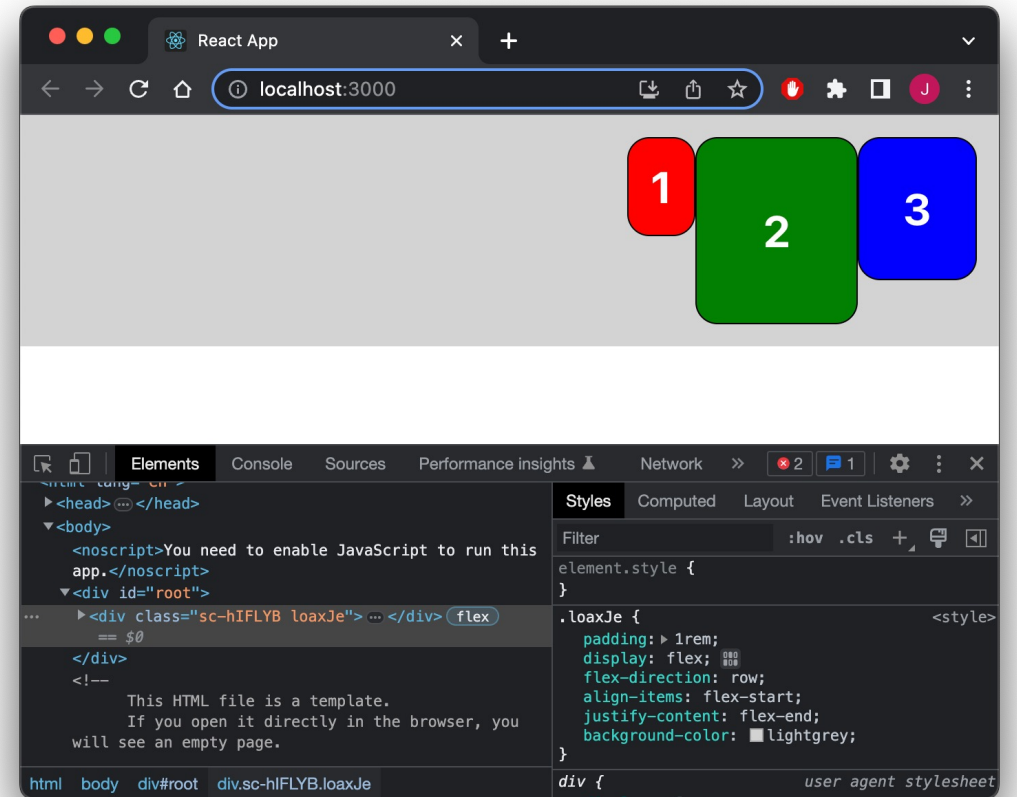 React App
localhost:3000
J
1
2
3
Elements Console Sources Performance insights Network » 2 1
<html lang="en">
<head> … </head>
<body>
<noscript>You need to enable JavaScript to run this
app.</noscript>
<div id="root">
… <div class="sc-hIFLYB loaxJe"> … </div> flex
== $0
</div>
<!--
This HTML file is a template.
If you open it directly in the browser, you
will see an empty page.
html body div#root div.sc-hIFLYB.loaxJe
Styles Computed Layout Event Listeners »
Filter :hov .cls +
element.style {
}
.loaxJe { <style>
padding: 1rem;
display: flex;
flex-direction: row;
align-items: flex-start;
justify-content: flex-end;
background-color: lightgrey;
}
div { user agent stylesheet